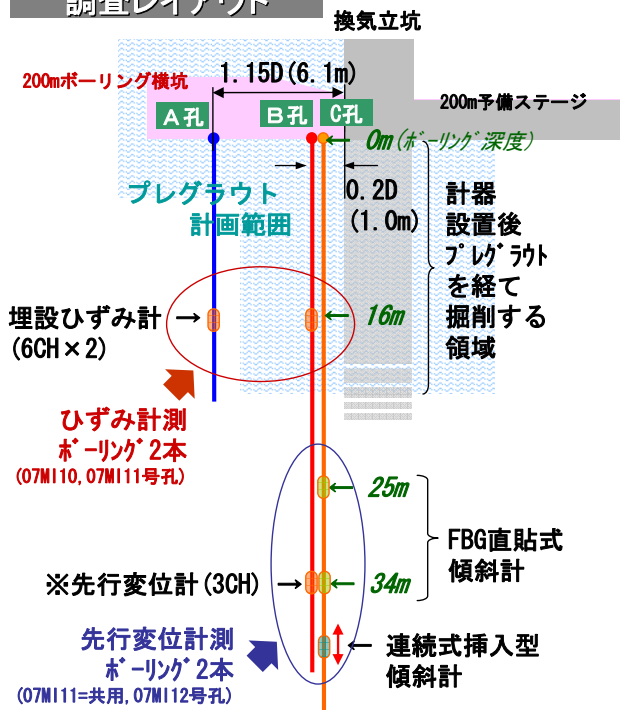 調査レイアウト
換気立坑
200mボーリング横坑
1.15D(6.1m)
200m予備ステージ
A孔
B孔
C孔
0m(ﾎﾞｰﾘﾝｸﾞ深度)
プレグラウト
計画範囲
0.2D
(1.0m)
計器
設置後
ﾌﾟﾚｸﾞﾗｳﾄ
を経て
掘削する
領域
埋設ひずみ計
(6CH×2)
16m
ひずみ計測
ﾎﾞｰﾘﾝｸﾞ2本
(07MI10,07MI11号孔)
25m
FBG直貼式
傾斜計
※先行変位計(3CH)
34m
先行変位計測
ﾎﾞｰﾘﾝｸﾞ2本
(07MI11=共用,07MI12号孔)
連続式挿入型
傾斜計